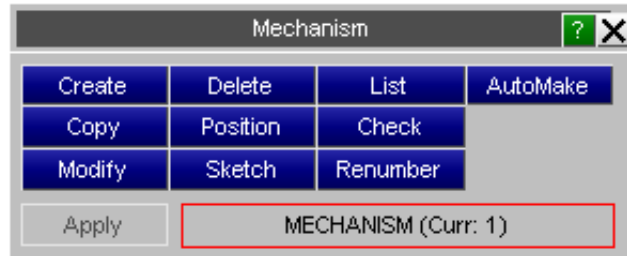 Mechanism ? X
Create Delete List AutoMake
Copy Position Check
Modify Sketch Renumber
Apply MECHANISM (Curr: 1)